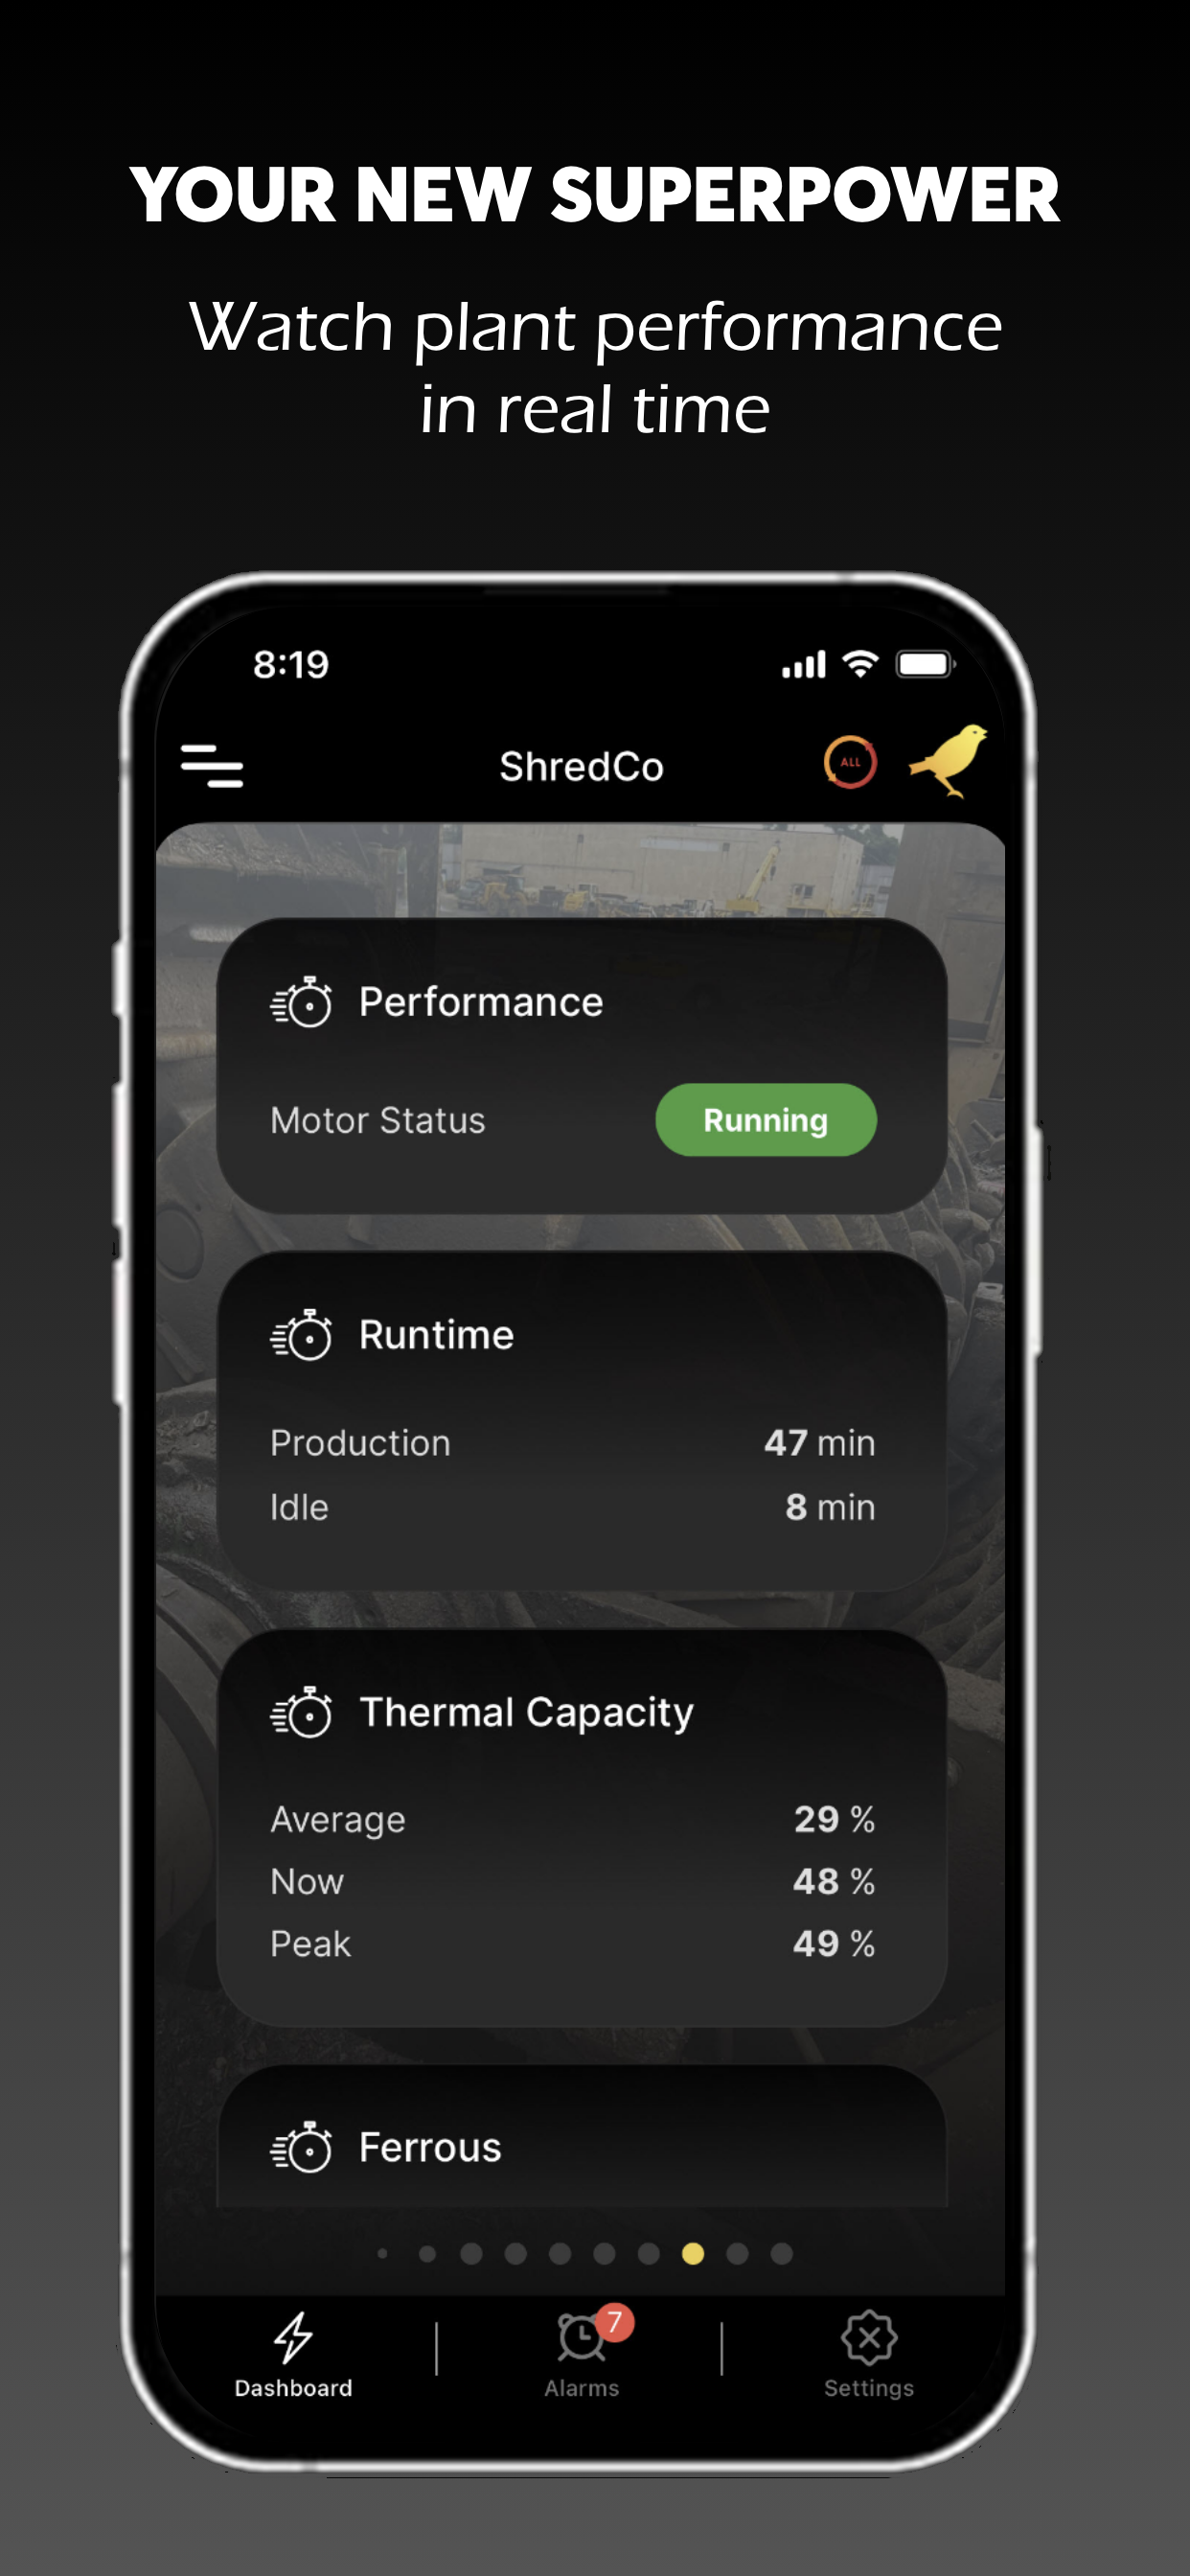 YOUR NEW SUPERPOWER
Watch plant performance
in real time
8:19
ShredCo
ALL
Performance
Motor Status
Running
Runtime
Production 47 min
Idle 8 min
Thermal Capacity
Average 29 %
Now 48 %
Peak 49 %
Ferrous
7
Dashboard
Alarms
Settings